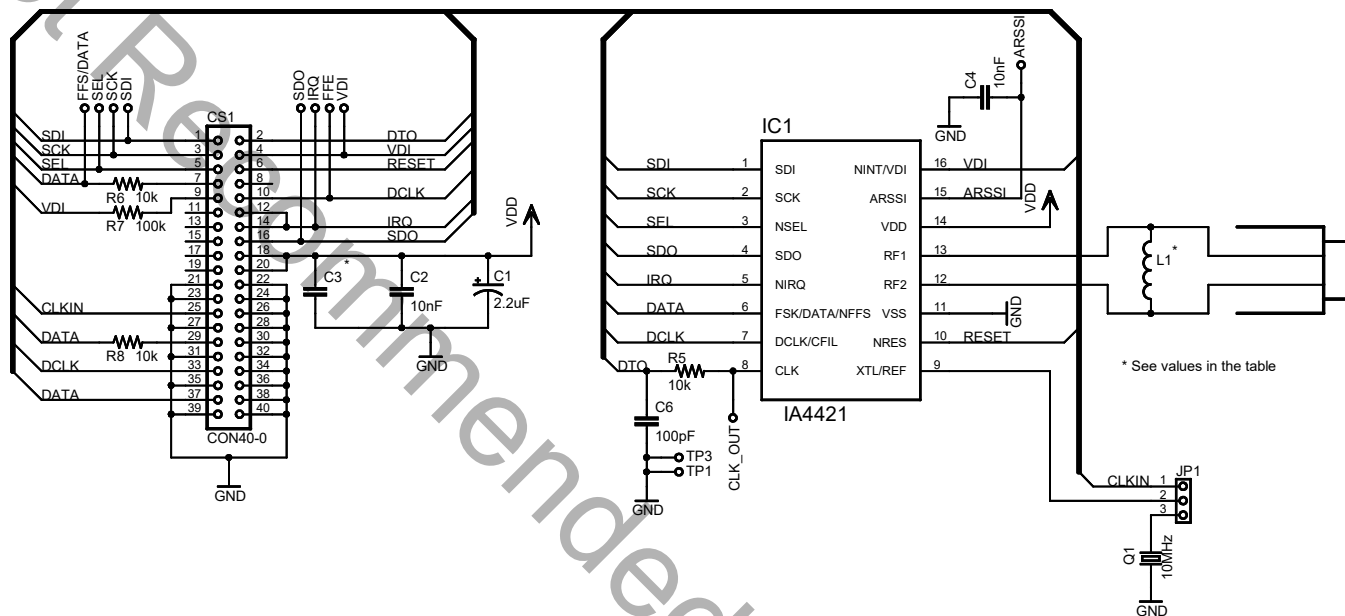 ot Recommended
FFS/DATA
SEL
SCK
SDI
SDO
IRQ
FFE
VDI
CS1
SDI 1 2 DTO
SCK 3 4 VDI
SEL 5 6 RESET
DATA 7 8
R6 10k
9 10 DCLK
VDI
R7 100k
11 12
13 14 IRQ
15 16 SDO
17 18
19 20
21 22
23 24
CLKIN 25 26
27 28
DATA 29 30
R8 10k
31 32
DCLK 33 34
35 36
DATA 37 38
39 40
CON40-0
GND
VDD
C3 *
C2
10nF
C1
+
2.2uF
GND
ARSSI
C4
10nF
GND
IC1
SDI 1 SDI NINT/VDI 16 VDI
SCK 2 SCK ARSSI 15 ARSSI
SEL 3 NSEL VDD 14 VDD
SDO 4 SDO RF1 13
IRQ 5 NIRQ RF2 12
DATA 6 FSK/DATA/NFFS VSS 11 GND
DCLK 7 DCLK/CFIL NRES 10 RESET
DTO R5 10k 8 CLK XTL/REF 9
IA4421
L1 *
* See values in the table
C6
100pF
TP3
TP1
GND
CLK_OUT
JP1
CLKIN 1
2
3
Q1
10MHz
GND